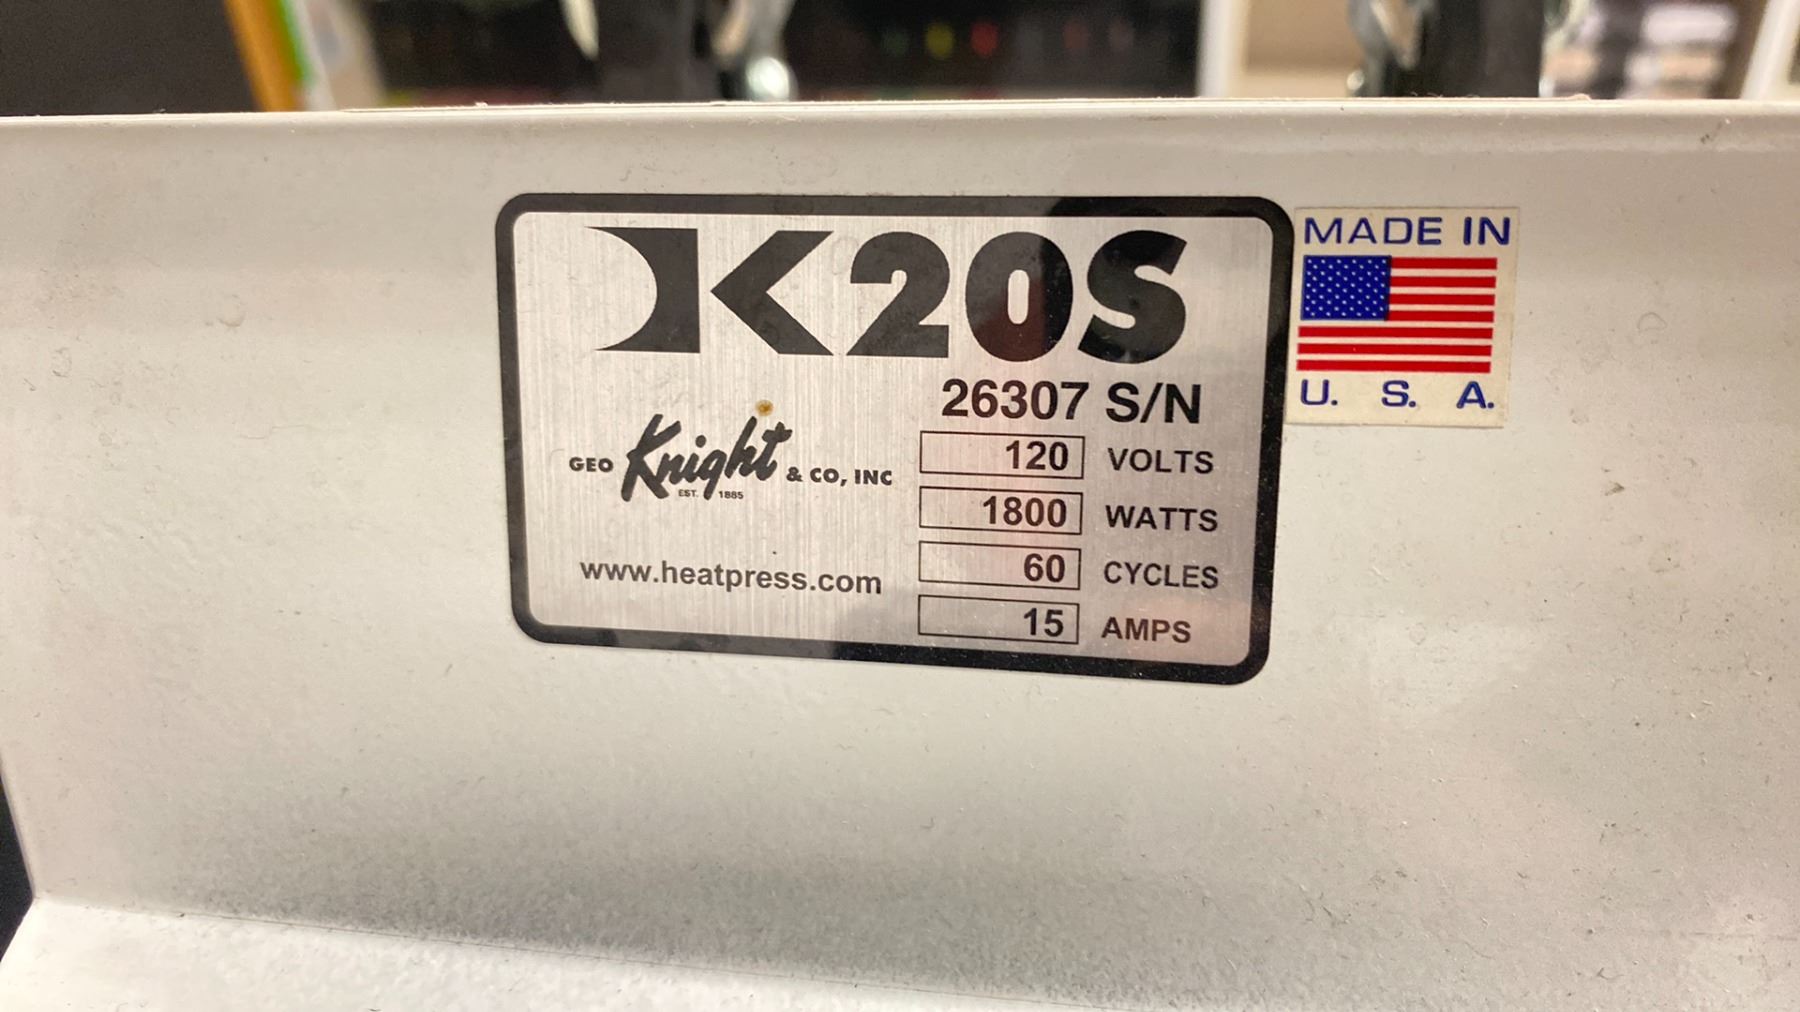 K20S
26307 S/N
GEO Knight & CO, INC
EST. 1885
www.heatpress.com
120 VOLTS
1800 WATTS
60 CYCLES
15 AMPS
MADE IN
U. S. A.